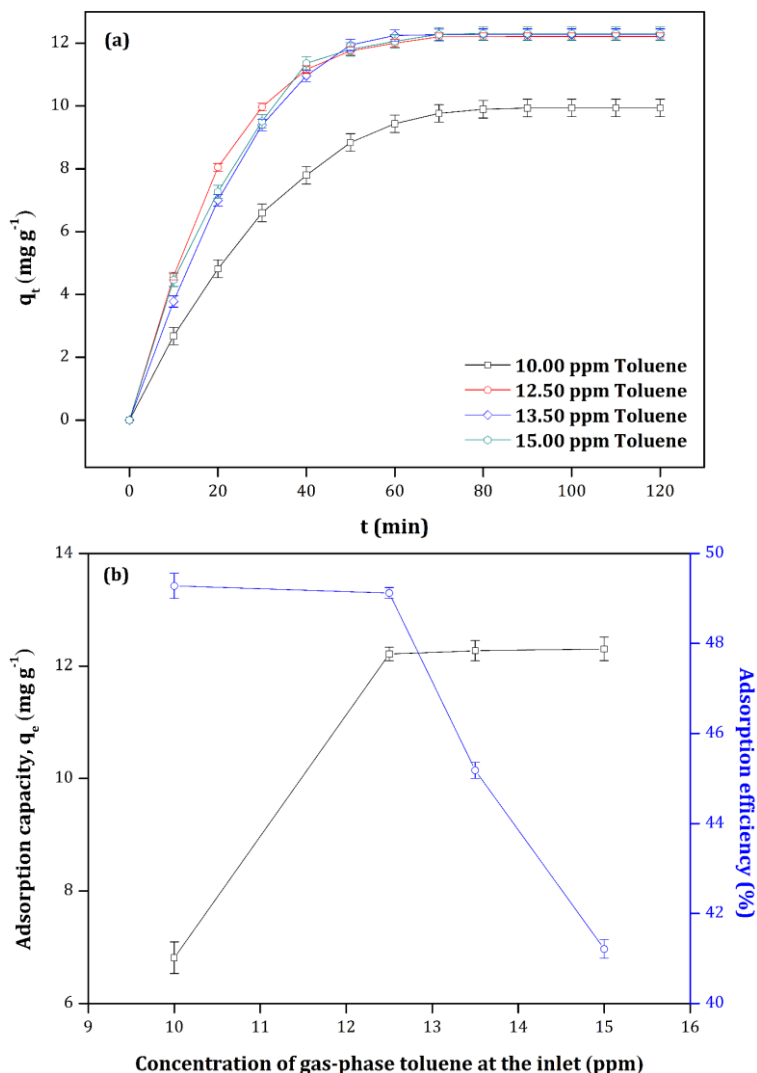 (a)
12
10
8
6
4
2
0
q_t (mg g^-1)
10.00 ppm Toluene
12.50 ppm Toluene
13.50 ppm Toluene
15.00 ppm Toluene
0 20 40 60 80 100 120
t (min)
(b)
14
12
10
8
6
Adsorption capacity, q_e (mg g^-1)
50
48
46
44
42
40
Adsorption efficiency (%)
9 10 11 12 13 14 15 16
Concentration of gas-phase toluene at the inlet (ppm)